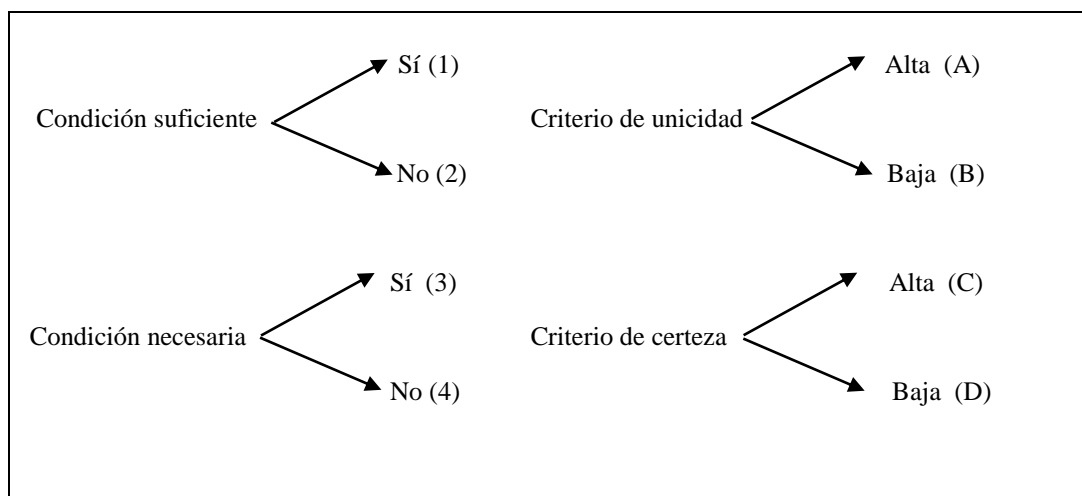 Sí (1)
Alta (A)
Condición suficiente
Criterio de unicidad
No (2)
Baja (B)
Sí (3)
Alta (C)
Condición necesaria
Criterio de certeza
No (4)
Baja (D)